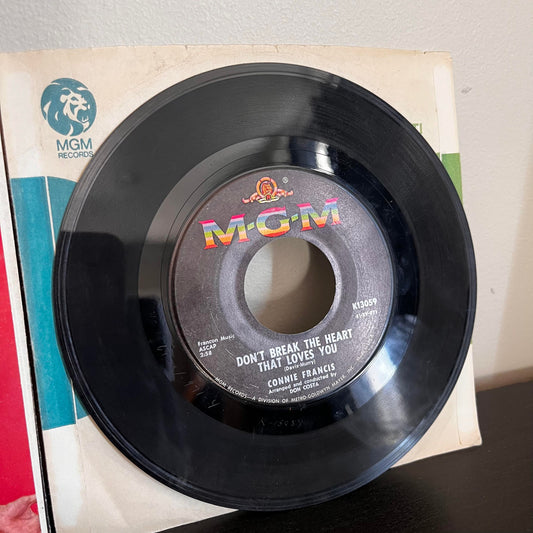 MGM
RECORDS
M-G-M
®
K13059
Francon Music
ASCAP
2:58
DON'T BREAK THE HEART
THAT LOVES YOU
(Davis-Murry)
CONNIE FRANCIS
Arranged and conducted by
DON COSTA
MGM RECORDS—A DIVISION OF METRO-GOLDWYN-MAYER